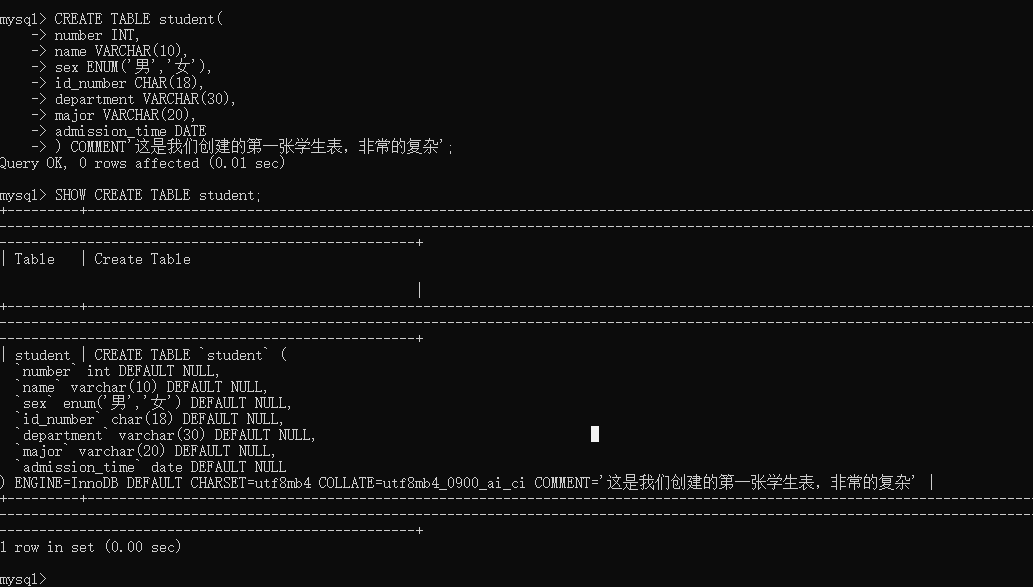 mysql> CREATE TABLE student(
    -> number INT,
    -> name VARCHAR(10),
    -> sex ENUM('男','女'),
    -> id_number CHAR(18),
    -> department VARCHAR(30),
    -> major VARCHAR(20),
    -> admission_time DATE
    -> ) COMMENT'这是我们创建的第一张学生表，非常的复杂';
Query OK, 0 rows affected (0.01 sec)
mysql> SHOW CREATE TABLE student;
| Table   | Create Table
|
| student | CREATE TABLE `student` (
  `number` int DEFAULT NULL,
  `name` varchar(10) DEFAULT NULL,
  `sex` enum('男','女') DEFAULT NULL,
  `id_number` char(18) DEFAULT NULL,
  `department` varchar(30) DEFAULT NULL,
  `major` varchar(20) DEFAULT NULL,
  `admission_time` date DEFAULT NULL
) ENGINE=InnoDB DEFAULT CHARSET=utf8mb4 COLLATE=utf8mb4_0900_ai_ci COMMENT='这是我们创建的第一张学生表，非常的复杂' |
1 row in set (0.00 sec)
mysql>